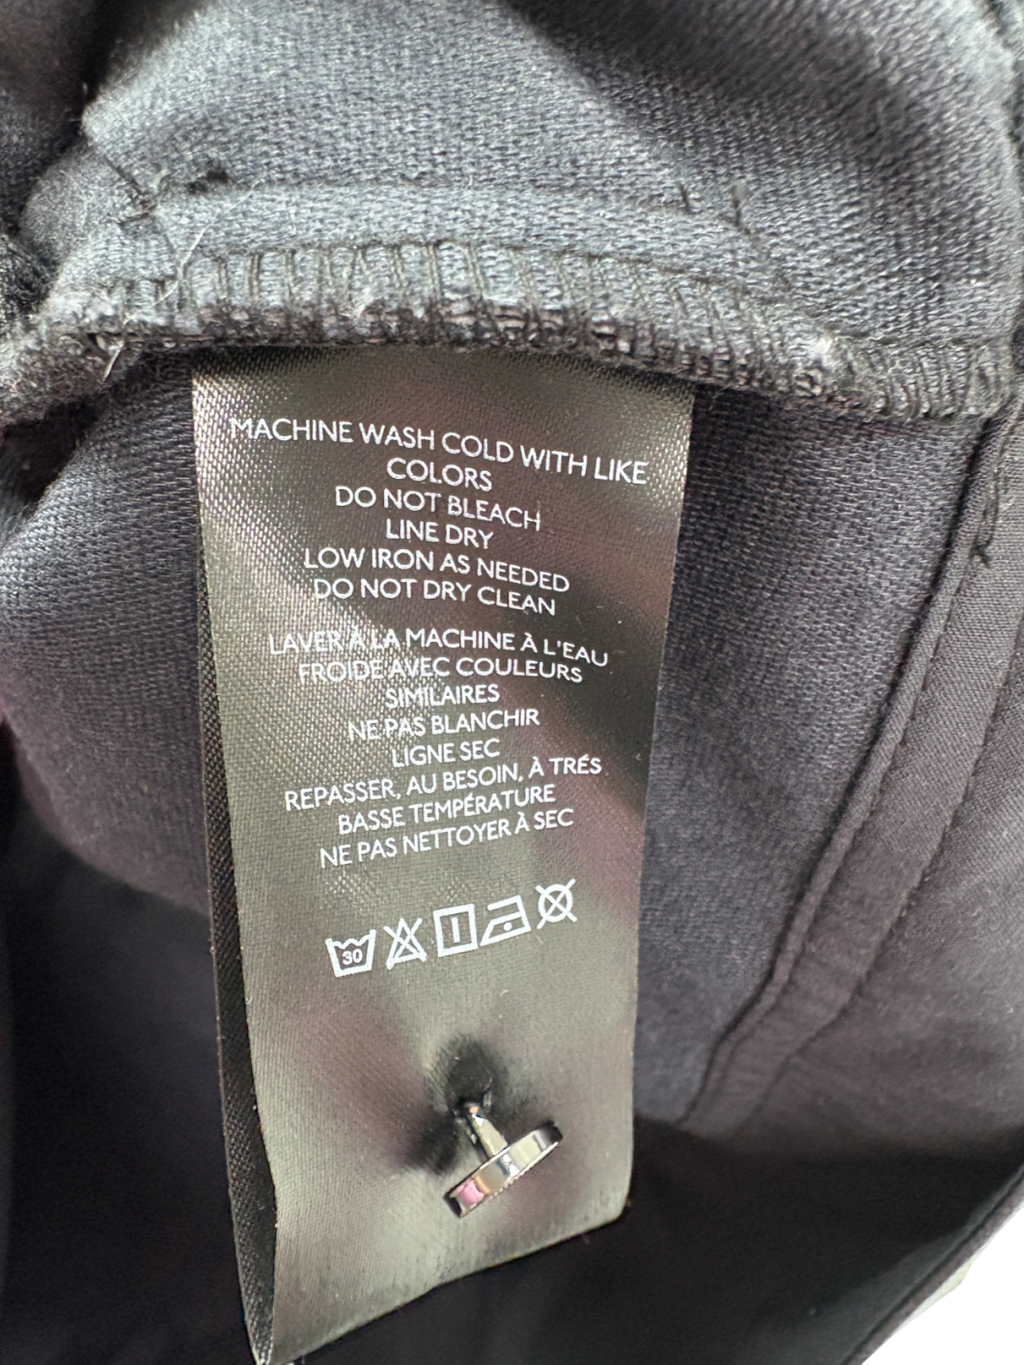 MACHINE WASH COLD WITH LIKE
COLORS
DO NOT BLEACH
LINE DRY
LOW IRON AS NEEDED
DO NOT DRY CLEAN
LAVER À LA MACHINE À L'EAU
FROIDE AVEC COULEURS
SIMILAIRES
NE PAS BLANCHIR
LIGNE SEC
REPASSER, AU BESOIN, À TRÉS
BASSE TEMPÉRATURE
NE PAS NETTOYER À SEC
30